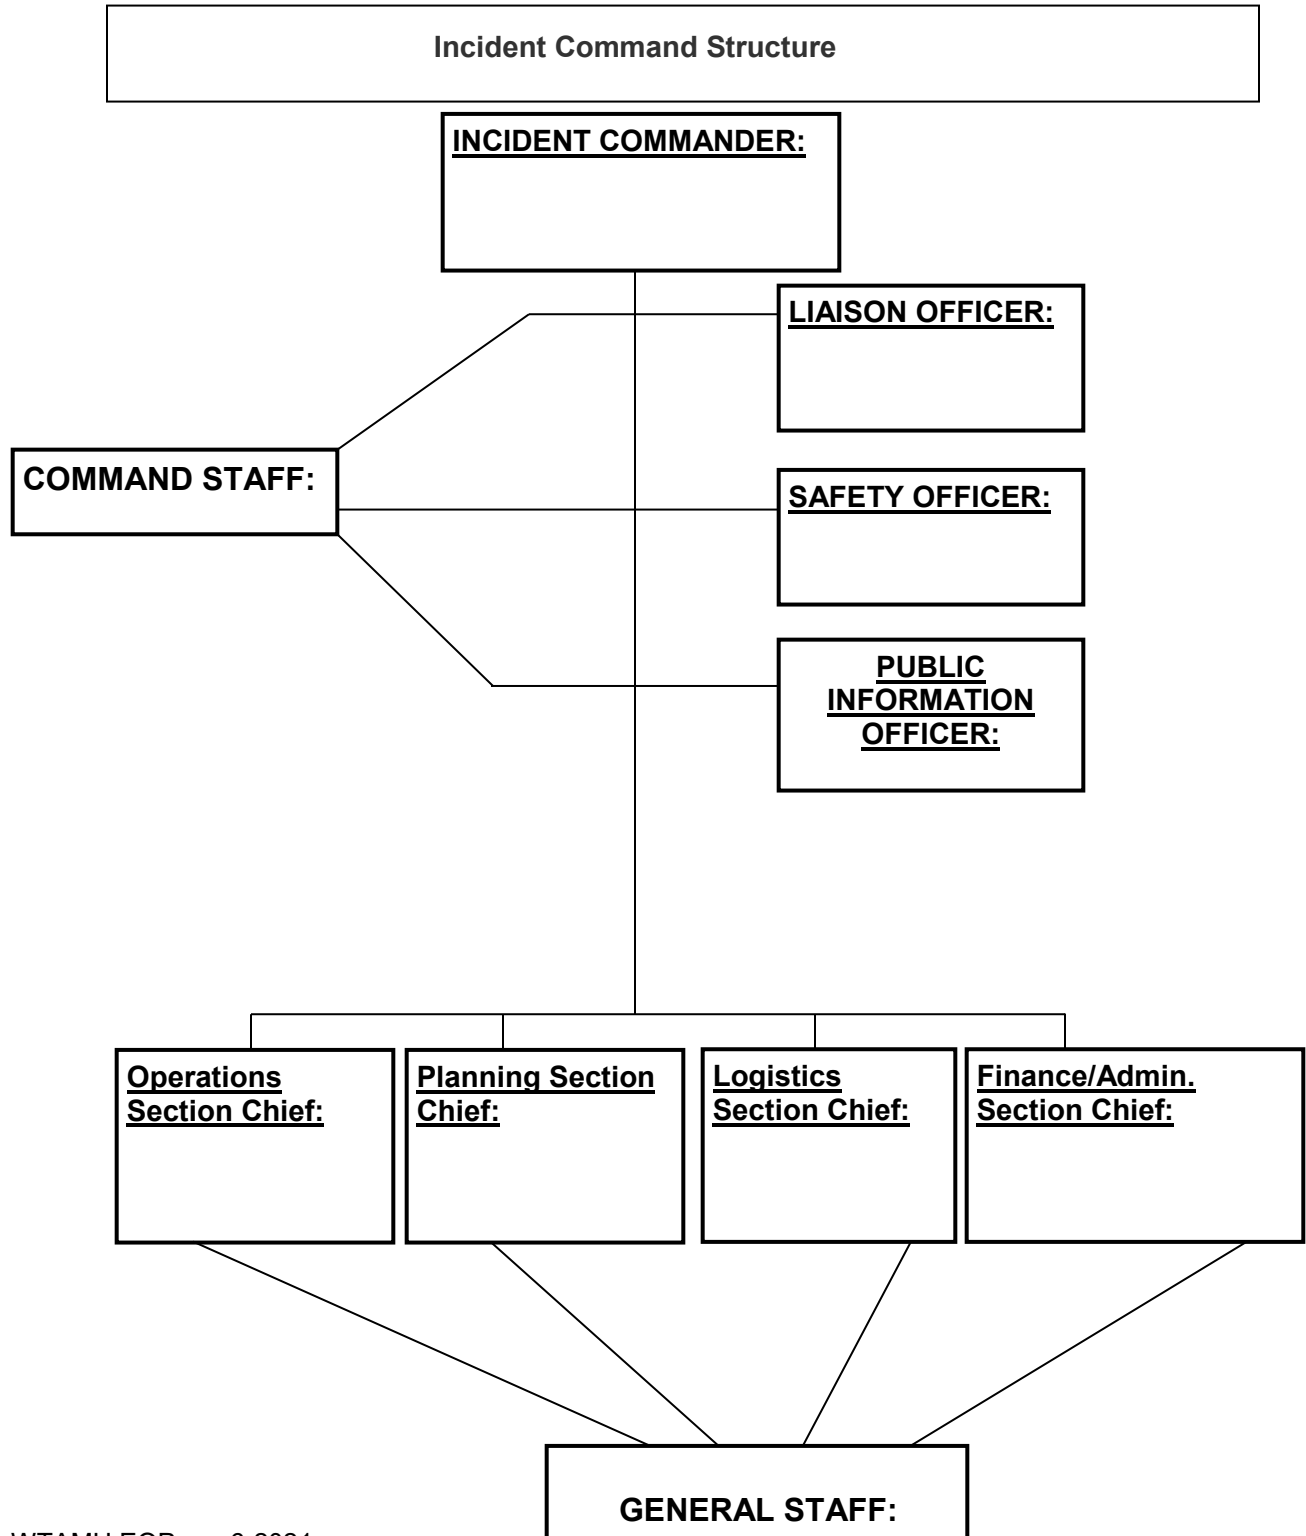 Incident Command Structure
INCIDENT COMMANDER:
LIAISON OFFICER:
COMMAND STAFF:
SAFETY OFFICER:
PUBLIC
INFORMATION
OFFICER:
Operations
Section Chief:
Planning Section
Chief:
Logistics
Section Chief:
Finance/Admin.
Section Chief:
GENERAL STAFF: